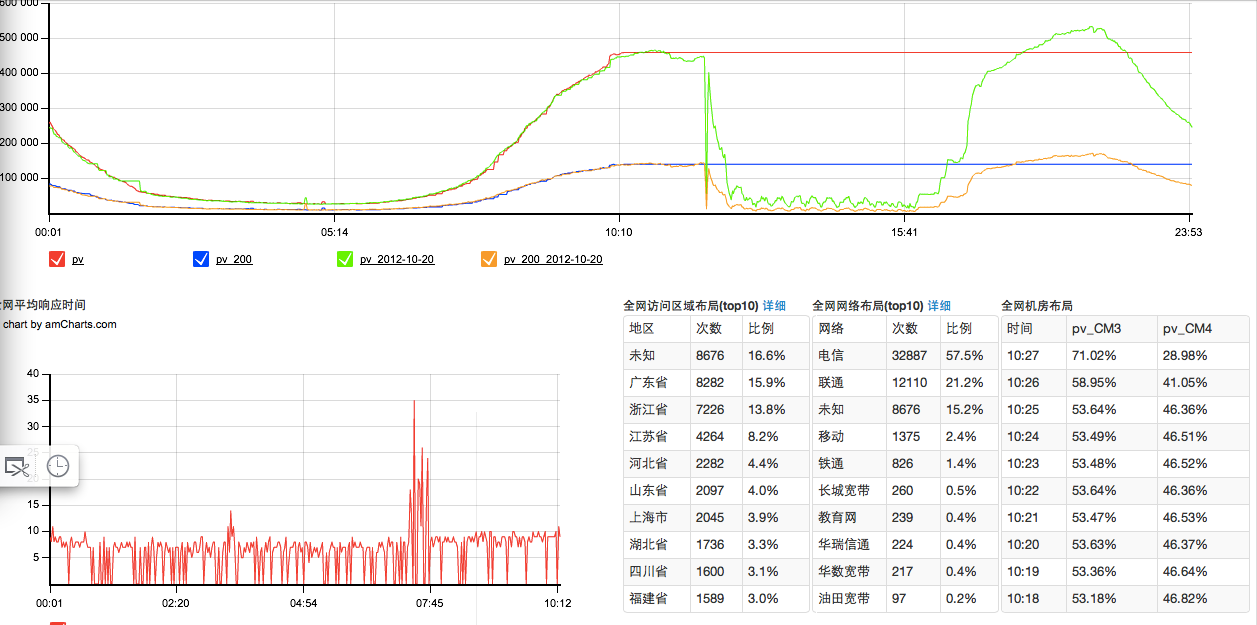 600 000
500 000
400 000
300 000
200 000
100 000
00:01 05:14 10:10 15:41 23:53
pv pv_200 pv_2012-10-20 pv_200_2012-10-20
全网平均响应时间
chart by amCharts.com
40
35
30
25
20
15
10
5
00:01 02:20 04:54 07:45 10:12
全网访问区域布局(top10) 详细
地区 次数 比例
未知 8676 16.6%
广东省 8282 15.9%
浙江省 7226 13.8%
江苏省 4264 8.2%
河北省 2282 4.4%
山东省 2097 4.0%
上海市 2045 3.9%
湖北省 1736 3.3%
四川省 1600 3.1%
福建省 1589 3.0%
全网网络布局(top10) 详细
网络 次数 比例
电信 32887 57.5%
联通 12110 21.2%
未知 8676 15.2%
移动 1375 2.4%
铁通 826 1.4%
长城宽带 260 0.5%
教育网 239 0.4%
华瑞信通 224 0.4%
华数宽带 217 0.4%
油田宽带 97 0.2%
全网机房布局
时间 pv_CM3 pv_CM4
10:27 71.02% 28.98%
10:26 58.95% 41.05%
10:25 53.64% 46.36%
10:24 53.49% 46.51%
10:23 53.48% 46.52%
10:22 53.64% 46.36%
10:21 53.47% 46.53%
10:20 53.63% 46.37%
10:19 53.36% 46.64%
10:18 53.18% 46.82%